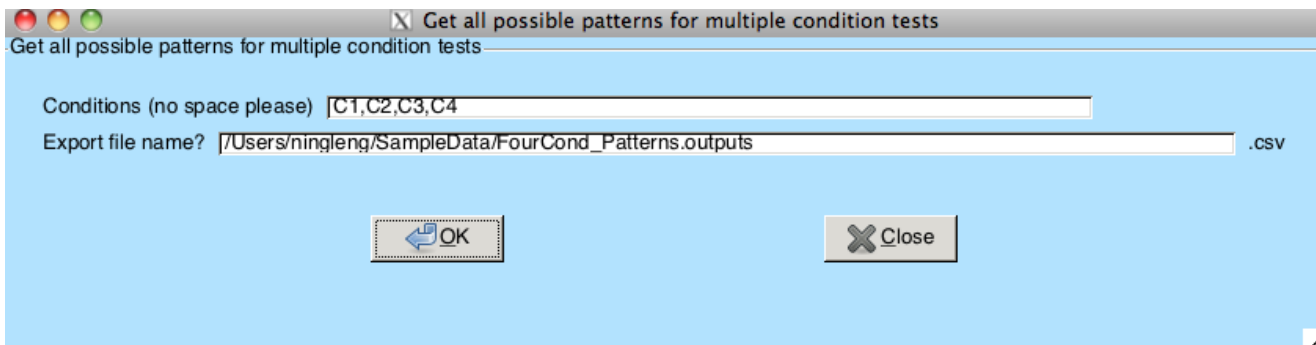 Get all possible patterns for multiple condition tests
Get all possible patterns for multiple condition tests
Conditions (no space please) C1,C2,C3,C4
Export file name? /Users/ningleng/SampleData/FourCond_Patterns.outputs .csv
OK Close